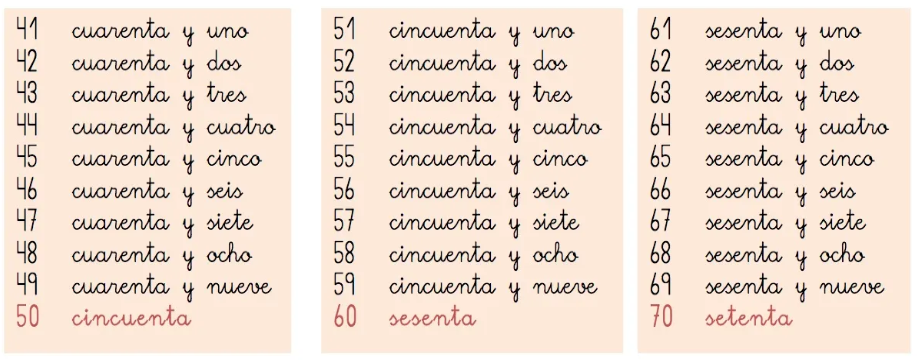 41 cuarenta y uno
42 cuarenta y dos
43 cuarenta y tres
44 cuarenta y cuatro
45 cuarenta y cinco
46 cuarenta y seis
47 cuarenta y siete
48 cuarenta y ocho
49 cuarenta y nueve
50 cincuenta
51 cincuenta y uno
52 cincuenta y dos
53 cincuenta y tres
54 cincuenta y cuatro
55 cincuenta y cinco
56 cincuenta y seis
57 cincuenta y siete
58 cincuenta y ocho
59 cincuenta y nueve
60 sesenta
61 sesenta y uno
62 sesenta y dos
63 sesenta y tres
64 sesenta y cuatro
65 sesenta y cinco
66 sesenta y seis
67 sesenta y siete
68 sesenta y ocho
69 sesenta y nueve
70 setenta